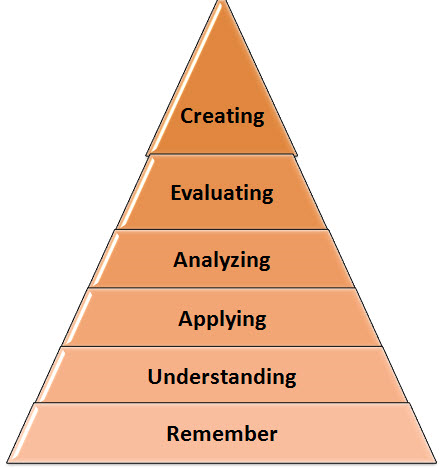 Creating
Evaluating
Analyzing
Applying
Understanding
Remember